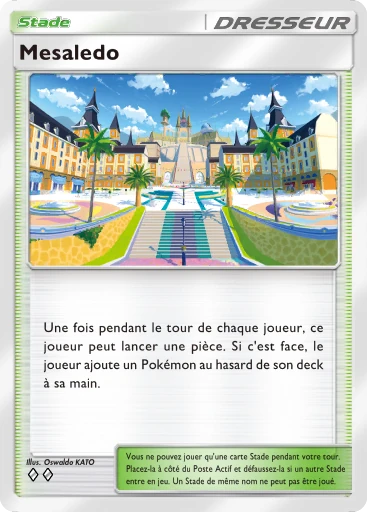 Stade
DRESSEUR
Mesaledo
Une fois pendant le tour de chaque joueur, ce
joueur peut lancer une pièce. Si c'est face, le
joueur ajoute un Pokémon au hasard de son deck
à sa main.
Illus. Oswaldo KATO
Vous ne pouvez jouer qu'une carte Stade pendant votre tour.
Placez-la à côté du Poste Actif et défaussez-la si un autre Stade
entre en jeu. Un Stade de même nom ne peut pas être joué.